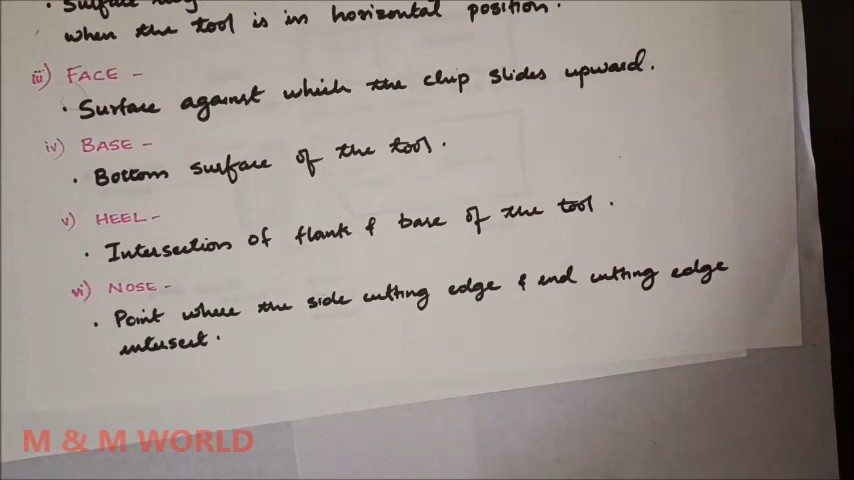 • Surface
when the tool is in horizontal position.
iii) FACE -
• Surface against which the chip slides upward.
iv) BASE -
• Bottom surface of the tool.
v) HEEL -
• Intersection of flank & base of the tool.
vi) NOSE -
• Point where the side cutting edge & end cutting edge
intersect.
M & M WORLD